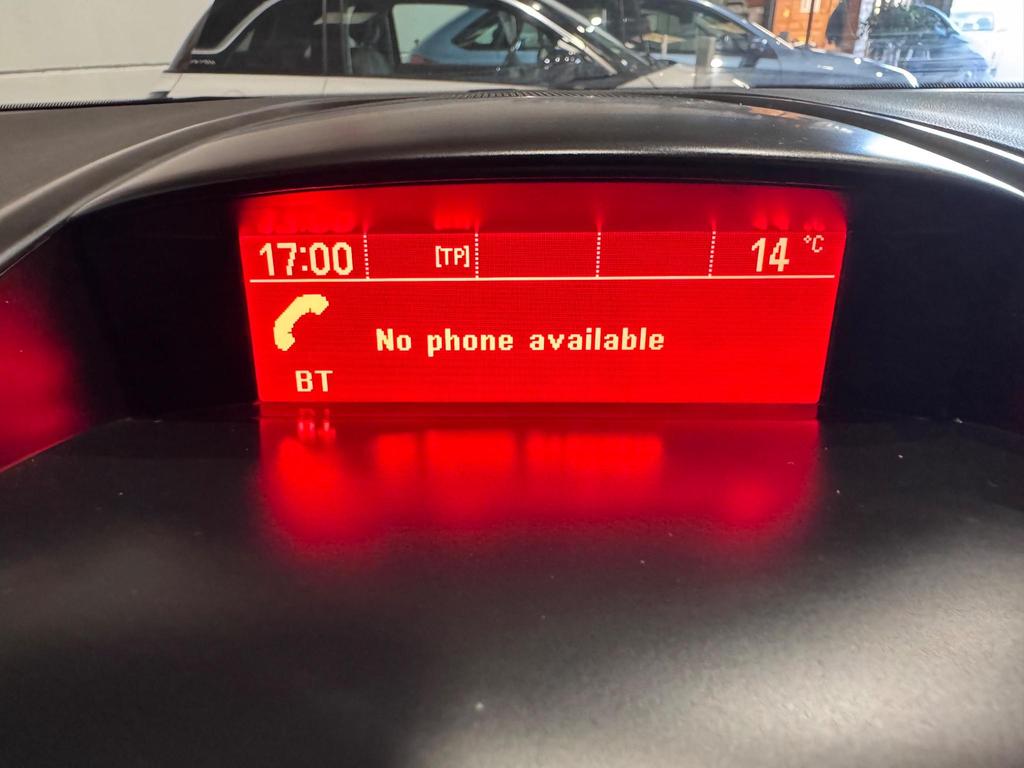 17:00 [TP] 14 °C
No phone available
BT